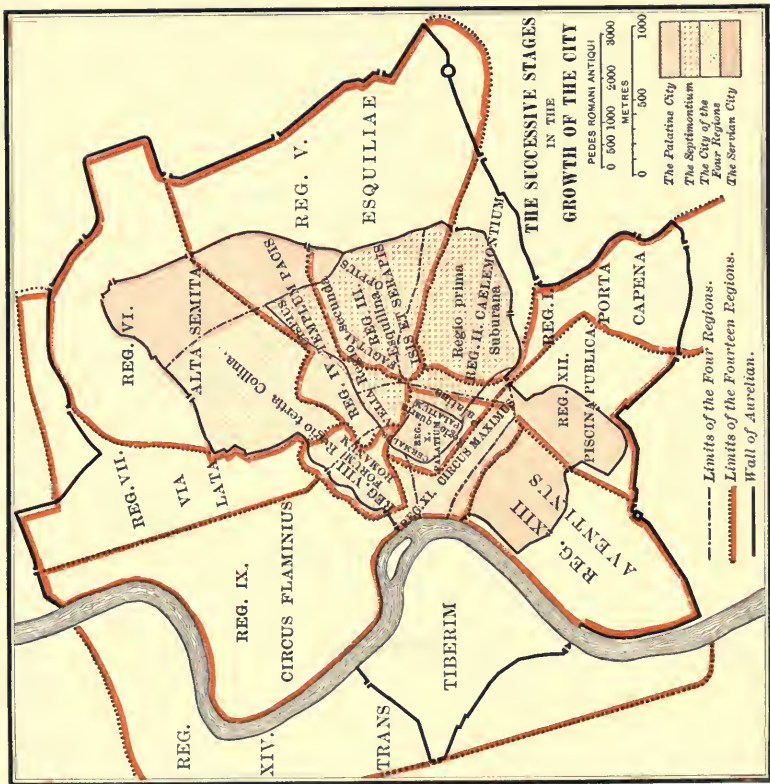 THE SUCCESSIVE STAGES
IN THE
GROWTH OF THE CITY
PEDES ROMANI ANTIQUI
0 500 1000 2000 3000
METRES
0 500 1000
The Palatine City
The Septimontium
The City of the
Four Regions
The Servian City
Limits of the Four Regions.
Limits of the Fourteen Regions.
Wall of Aurelian.
REG. VI.
ALTA SEMITA
REG. V.
ESQUILIAE
REG. VII.
VIA
LATA
REG. IX.
CIRCUS FLAMINIUS
REG.
XIV.
TRANS
TIBERIM
Regio tertia Collina.
REG. IV
TEMPLUM PACIS
Regio secunda
Esquilina
OPPIUS
REG. III.
ISIS ET SERAPIS
Regio prima
Suburana
REG. II. CAELEMONTIUM
REG. VIII
FORUM
ROMANUM
REG.
X.
PALATIUM
REG. XI. CIRCUS MAXIMUS
REG. I.
PORTA
CAPENA
REG. XII.
PISCINA PUBLICA
REG. XIII
AVENTIVUS